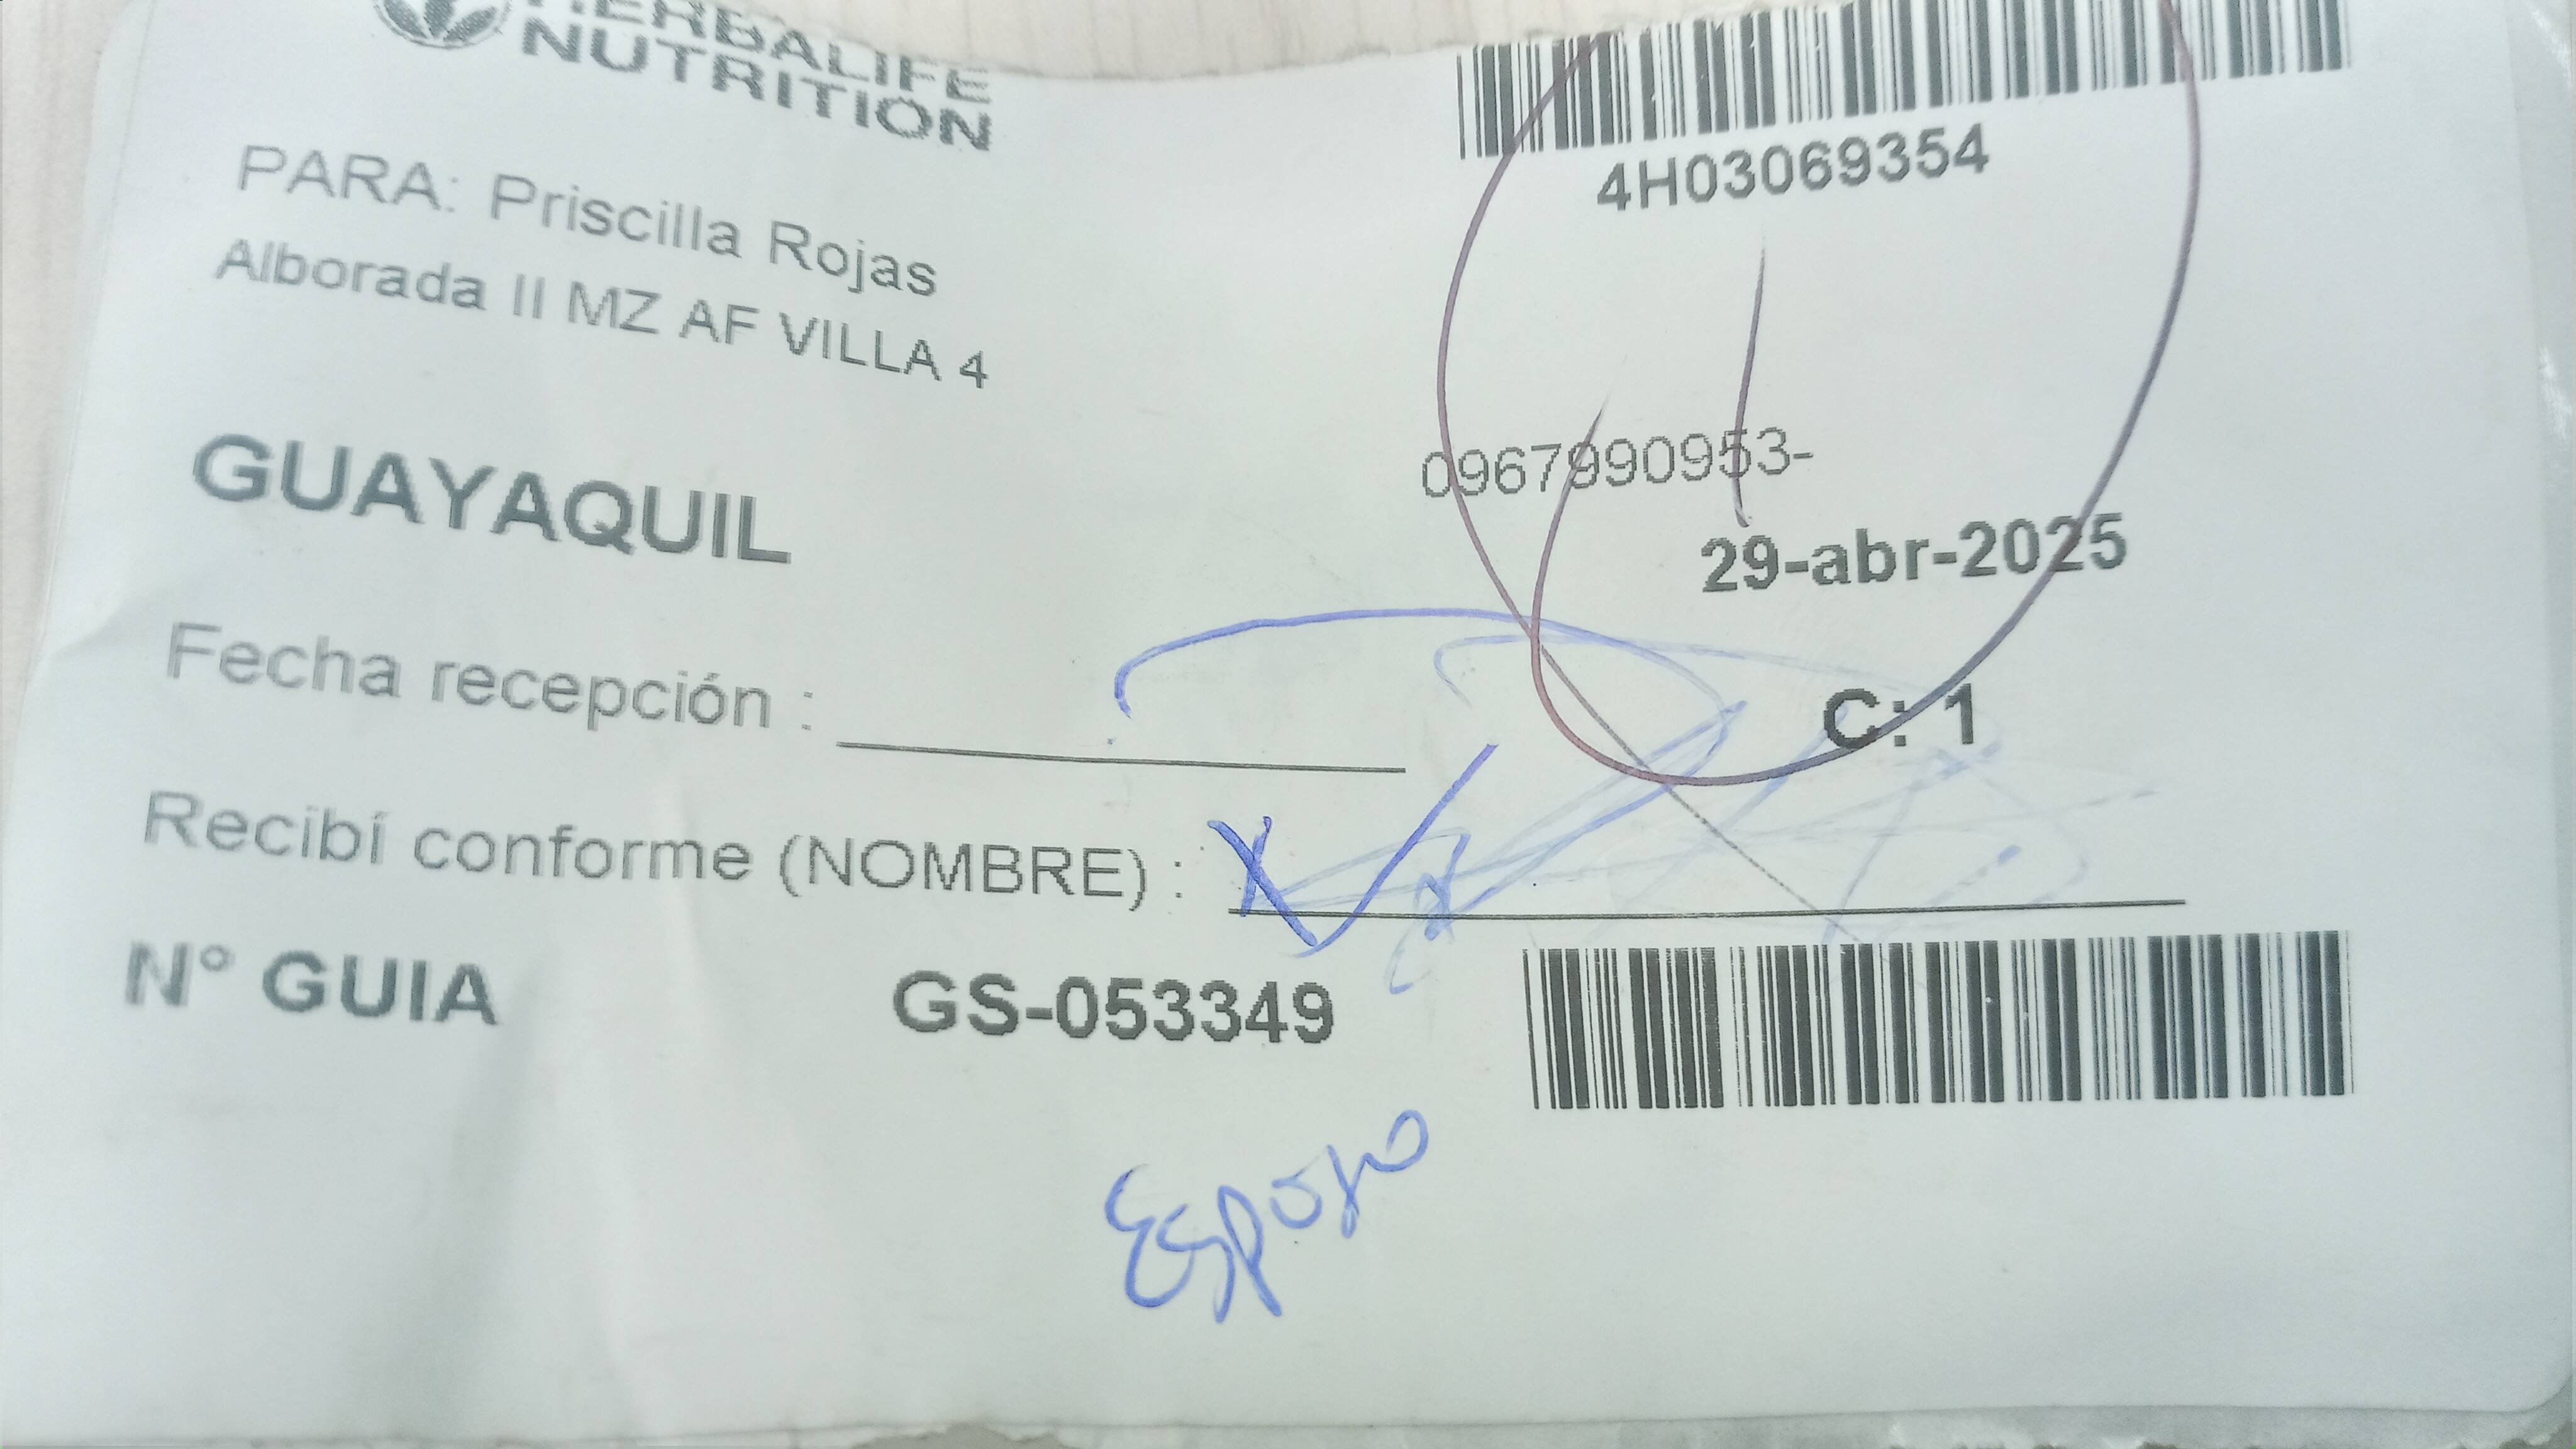 HERBALIFE
NUTRITION
4H03069354
PARA: Priscilla Rojas
Alborada II MZ AF VILLA 4
0967990953-
GUAYAQUIL
29-abr-2025
Fecha recepción :
C: 1
Recibí conforme (NOMBRE) :
N° GUIA GS-053349
Esposo